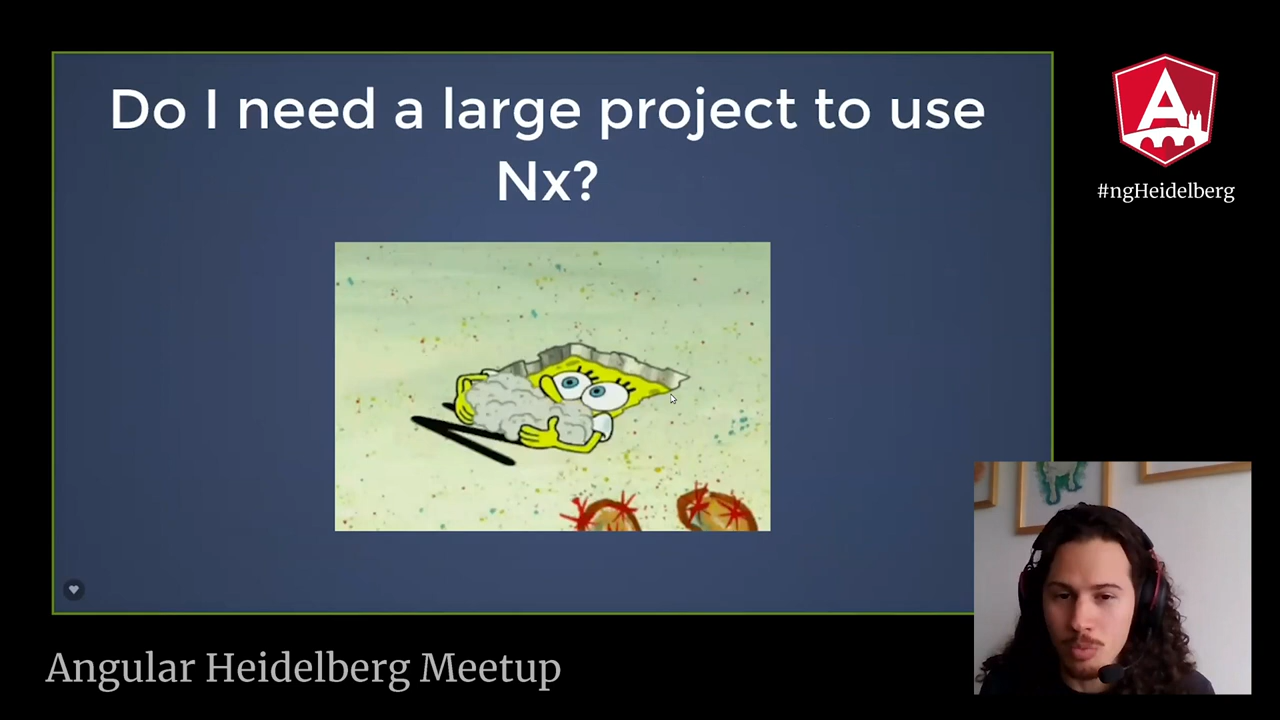 Do I need a large project to use
Nx?
#ngHeidelberg
Angular Heidelberg Meetup